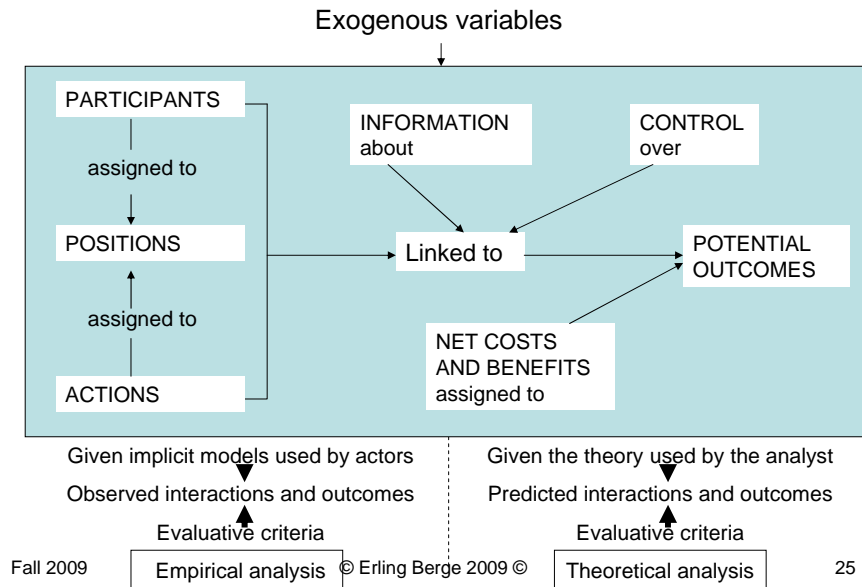 Exogenous variables
PARTICIPANTS
assigned to
POSITIONS
assigned to
ACTIONS
INFORMATION
about
CONTROL
over
Linked to
POTENTIAL
OUTCOMES
NET COSTS
AND BENEFITS
assigned to
Given implicit models used by actors
Observed interactions and outcomes
Evaluative criteria
Empirical analysis
Given the theory used by the analyst
Predicted interactions and outcomes
Evaluative criteria
Theoretical analysis
Fall 2009
© Erling Berge 2009 ©
25